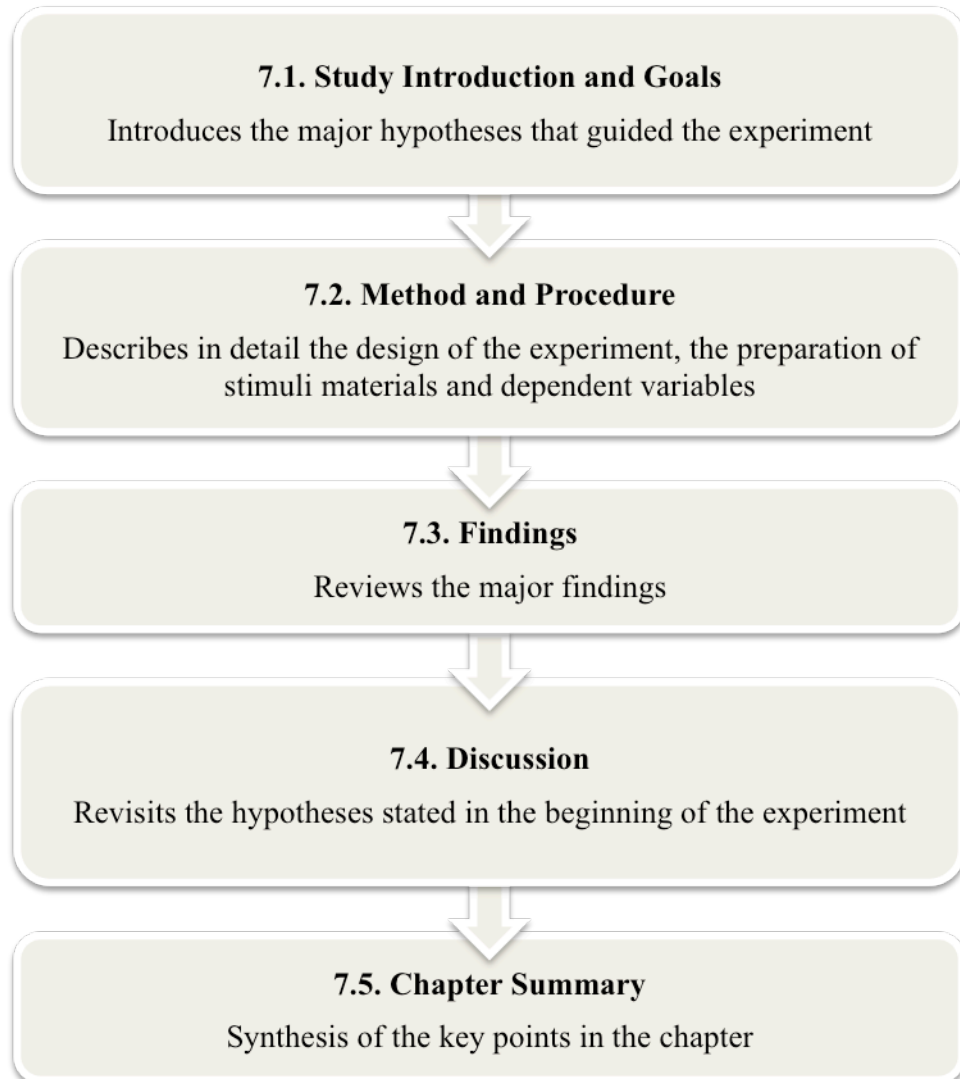 7.1. Study Introduction and Goals
Introduces the major hypotheses that guided the experiment
7.2. Method and Procedure
Describes in detail the design of the experiment, the preparation of
stimuli materials and dependent variables
7.3. Findings
Reviews the major findings
7.4. Discussion
Revisits the hypotheses stated in the beginning of the experiment
7.5. Chapter Summary
Synthesis of the key points in the chapter